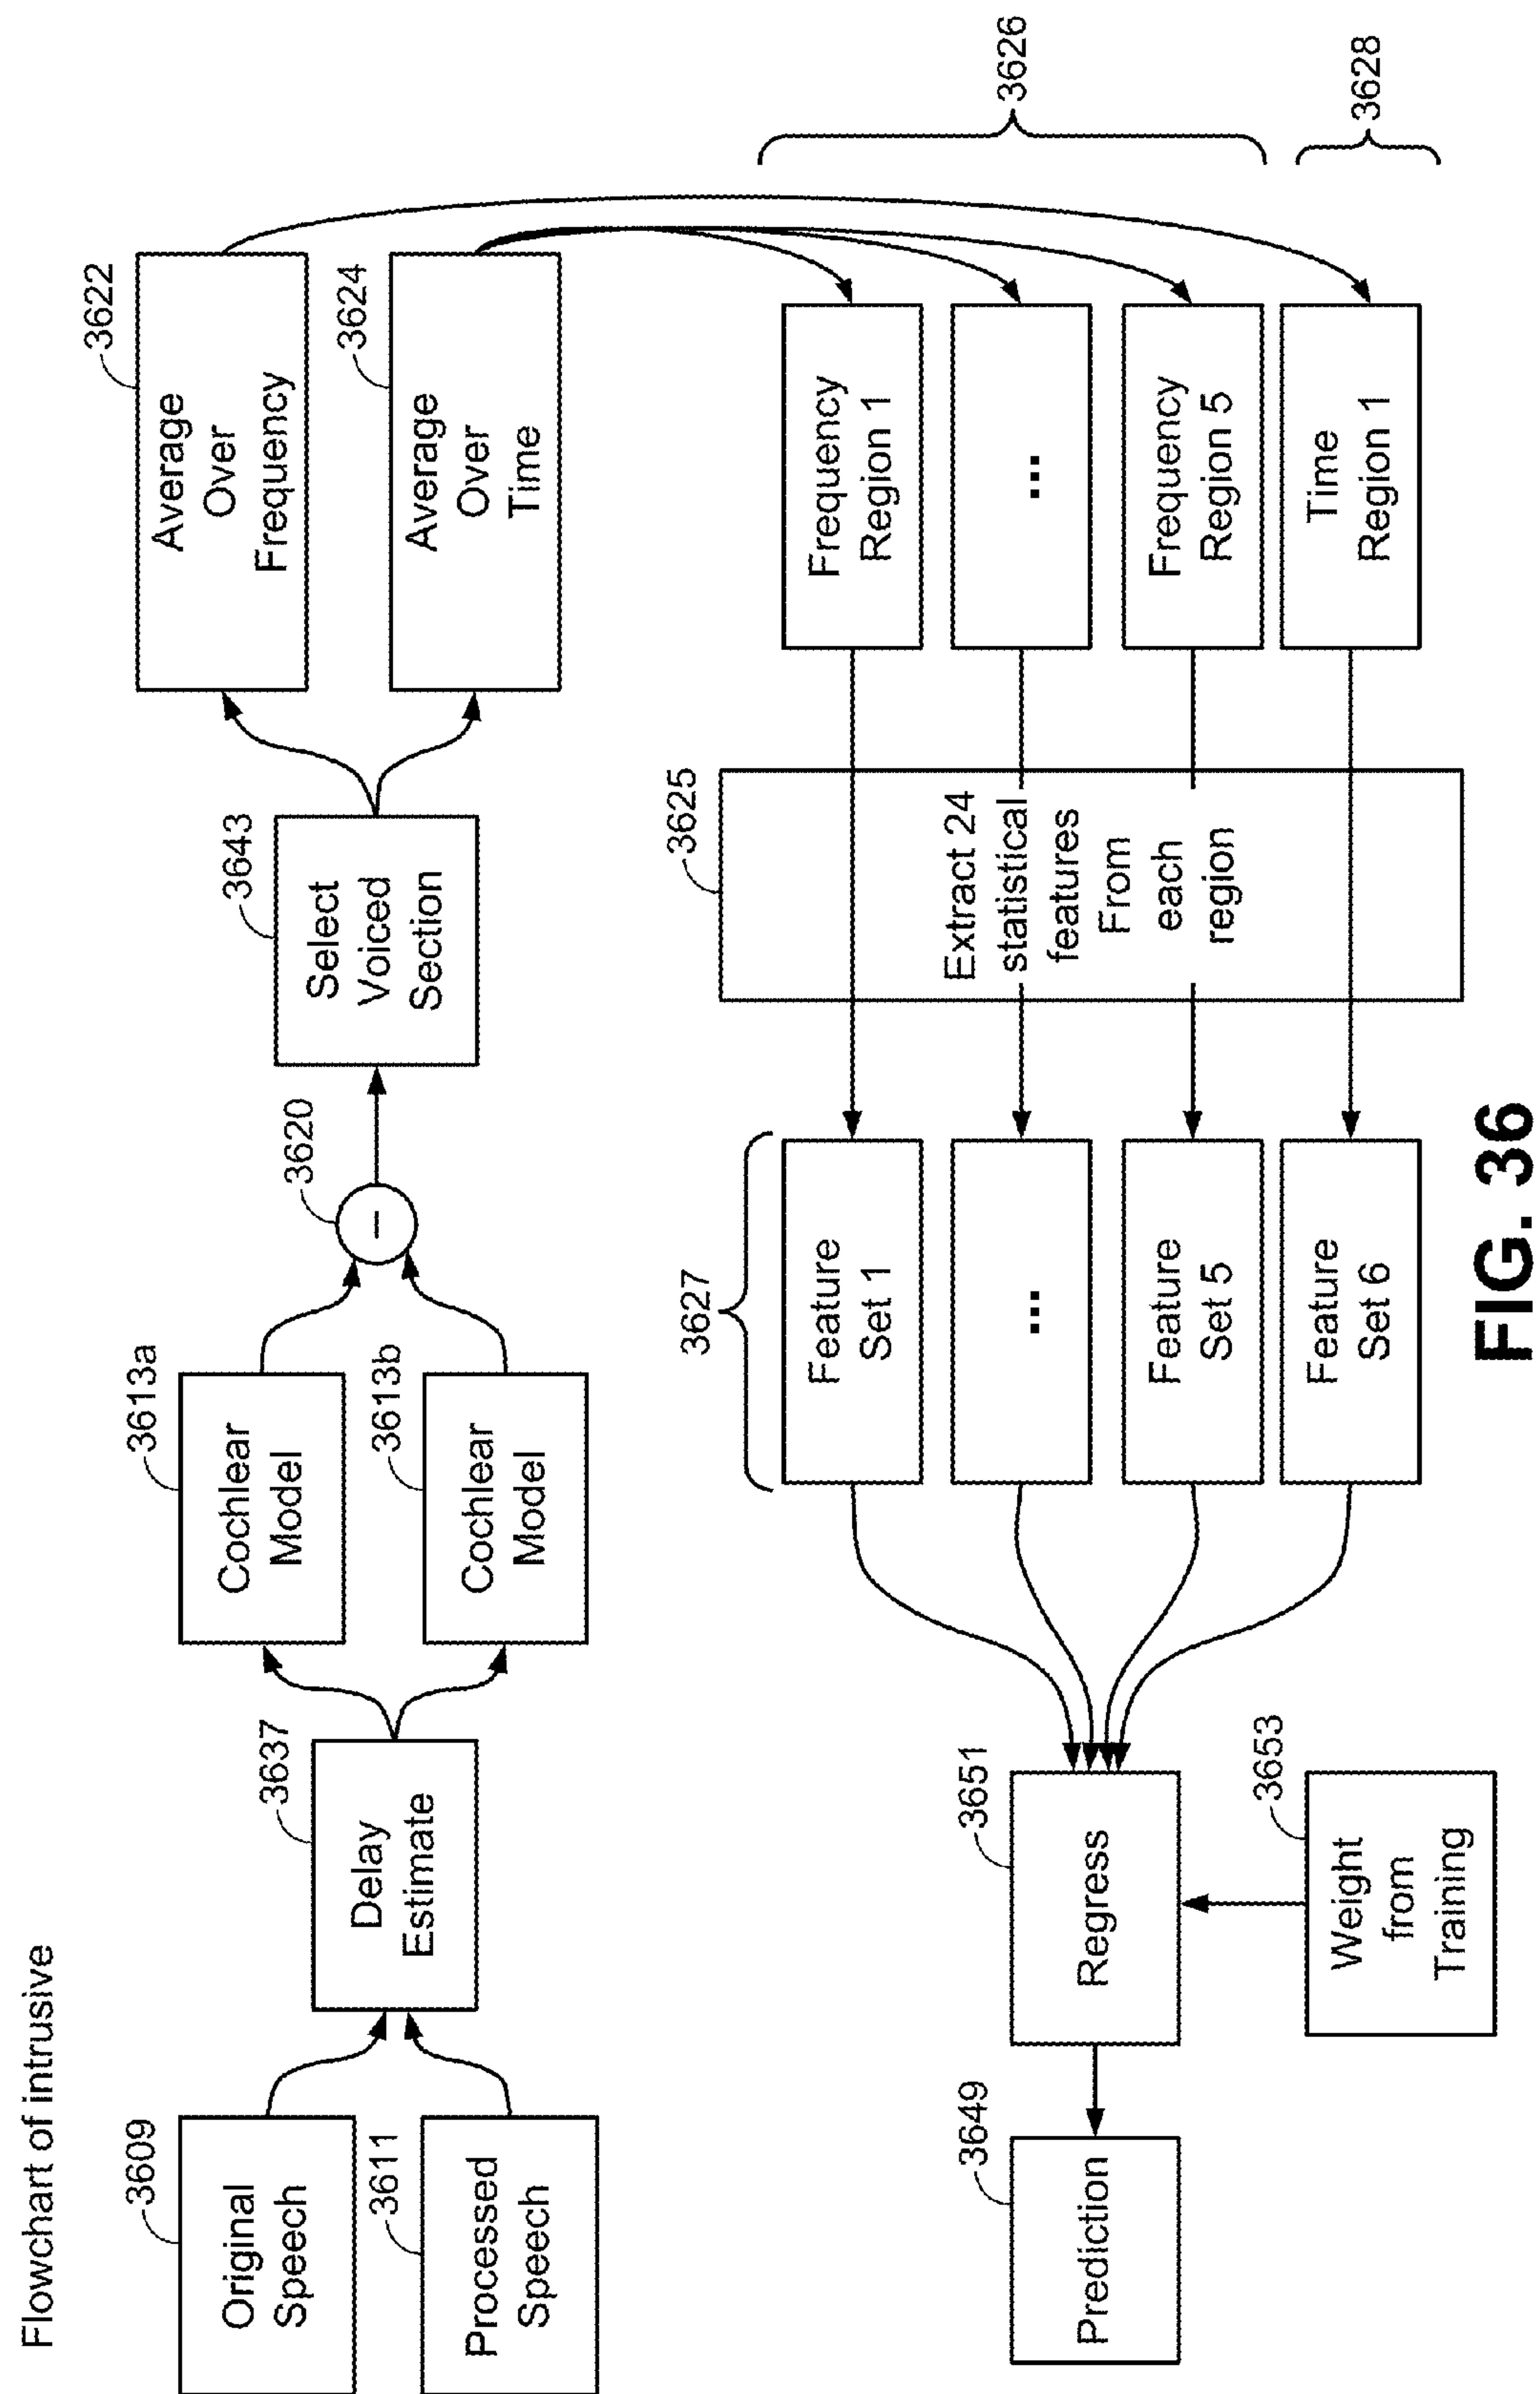 Flowchart of intrusive
3609
Original
Speech
3611
Processed
Speech
3637
Delay
Estimate
3613a
Cochlear
Model
3613b
Cochlear
Model
3620
–
3643
Select
Voiced
Section
3622
Average
Over
Frequency
3624
Average
Over
Time
3626
3628
Frequency
Region 1
...
Frequency
Region 5
Time
Region 1
3625
Extract 24
statistical
features
From
each
region
3627
Feature
Set 1
...
Feature
Set 5
Feature
Set 6
3651
Regress
3653
Weight
from
Training
3649
Prediction
FIG. 36